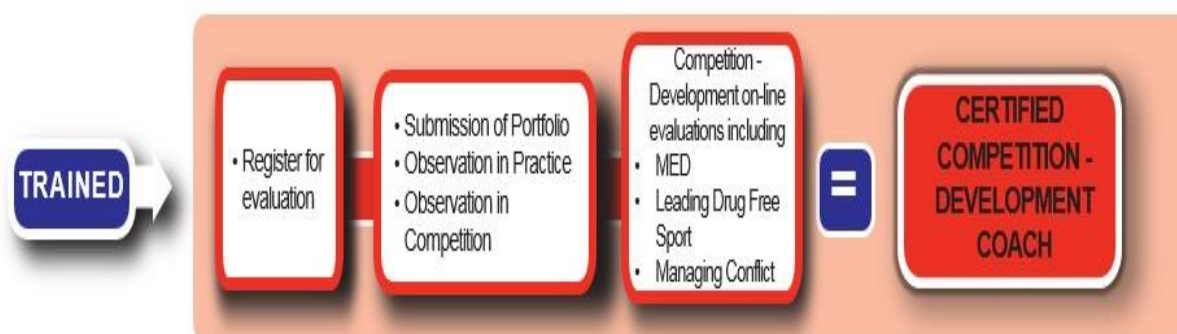 TRAINED
• Register for
evaluation
• Submission of Portfolio
• Observation in Practice
• Observation in
Competition
Competition -
Development on-line
evaluations including
• MED
• Leading Drug Free
Sport
• Managing Conflict
=
CERTIFIED
COMPETITION -
DEVELOPMENT
COACH